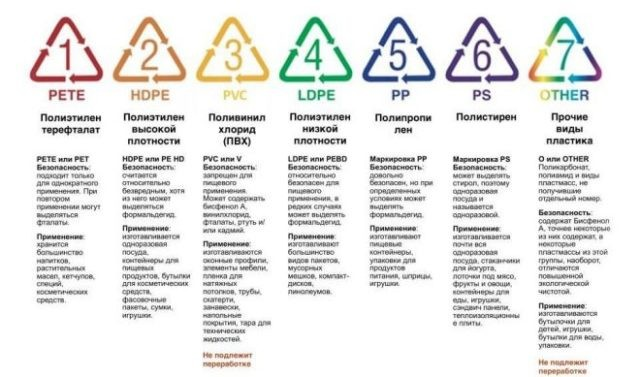 1
PETE
Полиэтилен
терефталат
PETE или PET
Безопасность:
подходит только
для однократного
применения. При
повтором
применении могут
выделяться
фталаты.
Применение:
хранится
большинство
напитков,
растительных
масел, кетчупов,
специй,
косметических
средств.
2
HDPE
Полиэтилен
высокой
плотности
HDPE или PE HD
Безопасность:
считается
относительно
безвредным, хотя
из него может
выделяться
формальдегид.
Применение:
изготавливается
одноразовая
посуда,
контейнеры для
пищевых
продуктов, бутылки
для косметических
средств,
фасовочные
пакеты, сумки,
игрушки.
3
PVC
Поливинил
хлорид
(ПВХ)
PVC или V
Безопасность:
запрещен для
пищевого
применения.
Может содержать
бисфенол А,
винилхлорид,
фталаты, ртуть и/
или кадмий.
Применение:
изготавливаются
оконные профили,
элементы мебели,
пленка для
натяжных
потолков, трубы,
скатерти,
занавески,
напольные
покрытия, тара для
технических
жидкостей.
Не подлежит
переработке
4
LDPE
Полиэтилен
низкой
плотности
LDPE или PEBD
Безопасность:
относительно
безопасен для
пищевого
применения, в
редких случаях
может выделять
формальдегид.
Применение:
изготавливают
большинство
видов пакетов,
мусорных
мешков, компакт-
дисков,
линолеумов.
5
PP
Полипропи
лен
Маркировка PP
Безопасность:
довольно
безопасен, но при
определенных
условиях может
выделять
формальдегид.
Применение:
изготавливают
пищевые
контейнеры,
упаковки для
продуктов
питания, шприцы,
игрушки.
6
PS
Полистирен
Маркировка PS
Безопасность:
может выделять
стирол, поэтому
одноразовая
посуда и
называется
одноразовой.
Применение:
изготавливается
почти вся
одноразовая
посуда, стаканчики
для йогурта,
лоточки под мясо,
фрукты и овощи,
контейнеры для
еды, игрушки,
сэндвич панели,
теплоизоляционны
е плиты.
7
OTHER
Прочие
виды
пластика
O или OTHER
Поликарбонат,
полиамид и виды
пластмасс, не
получившие
отдельный номер.
Безопасность:
содержат Бисфенол
А, точнее некоторые
из них содержат, а
некоторые
пластмассы из этой
группы, наоборот,
отличаются
повышенной
экологической
чистотой.
Применение:
изготавливаются
бутылочки для
детей, игрушки,
бутылки для воды,
упаковки.
Не подлежит
переработке